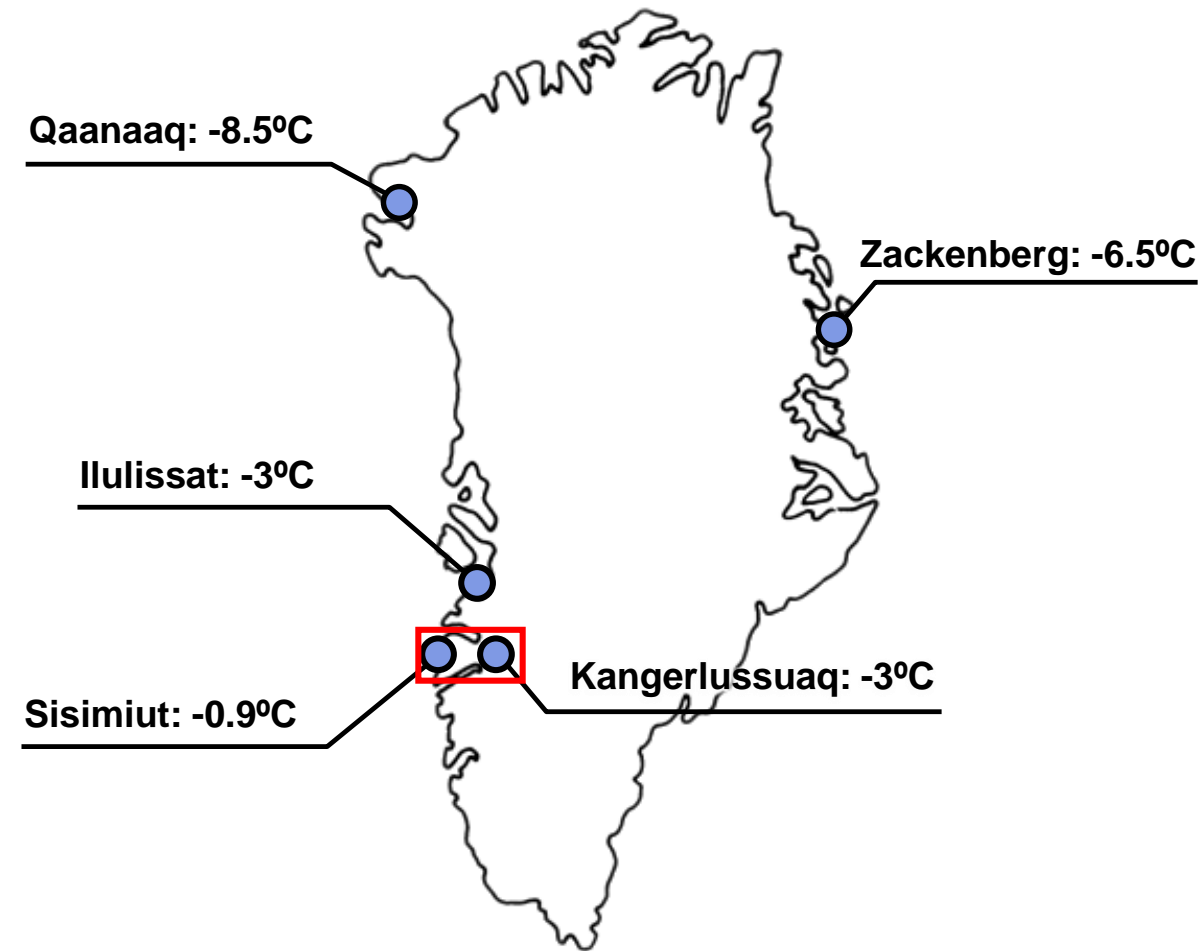 Qaanaaq: -8.5ºC
Zackenberg: -6.5ºC
Ilulissat: -3ºC
Kangerlussuaq: -3ºC
Sisimiut: -0.9ºC